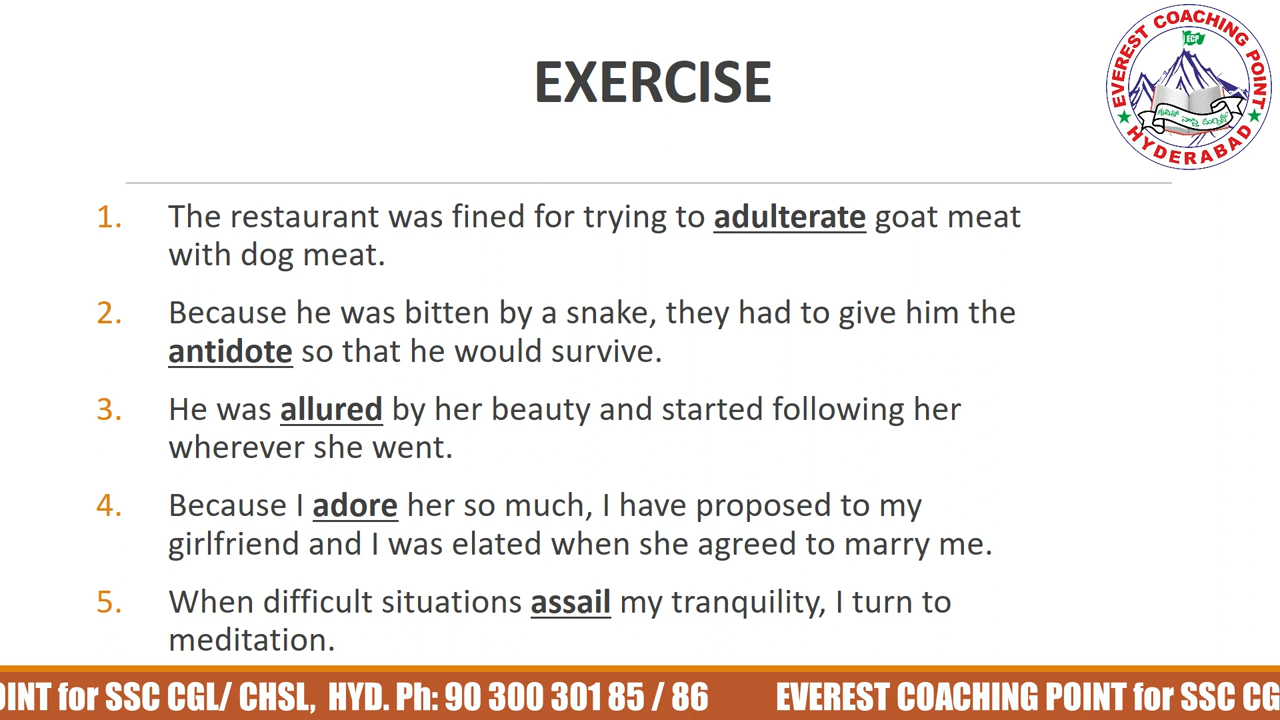 EXERCISE
EVEREST COACHING POINT
ECP
HYDERABAD
1. The restaurant was fined for trying to adulterate goat meat
with dog meat.
2. Because he was bitten by a snake, they had to give him the
antidote so that he would survive.
3. He was allured by her beauty and started following her
wherever she went.
4. Because I adore her so much, I have proposed to my
girlfriend and I was elated when she agreed to marry me.
5. When difficult situations assail my tranquility, I turn to
meditation.
OINT for SSC CGL/ CHSL, HYD. Ph: 90 300 301 85 / 86 EVEREST COACHING POINT for SSC CG